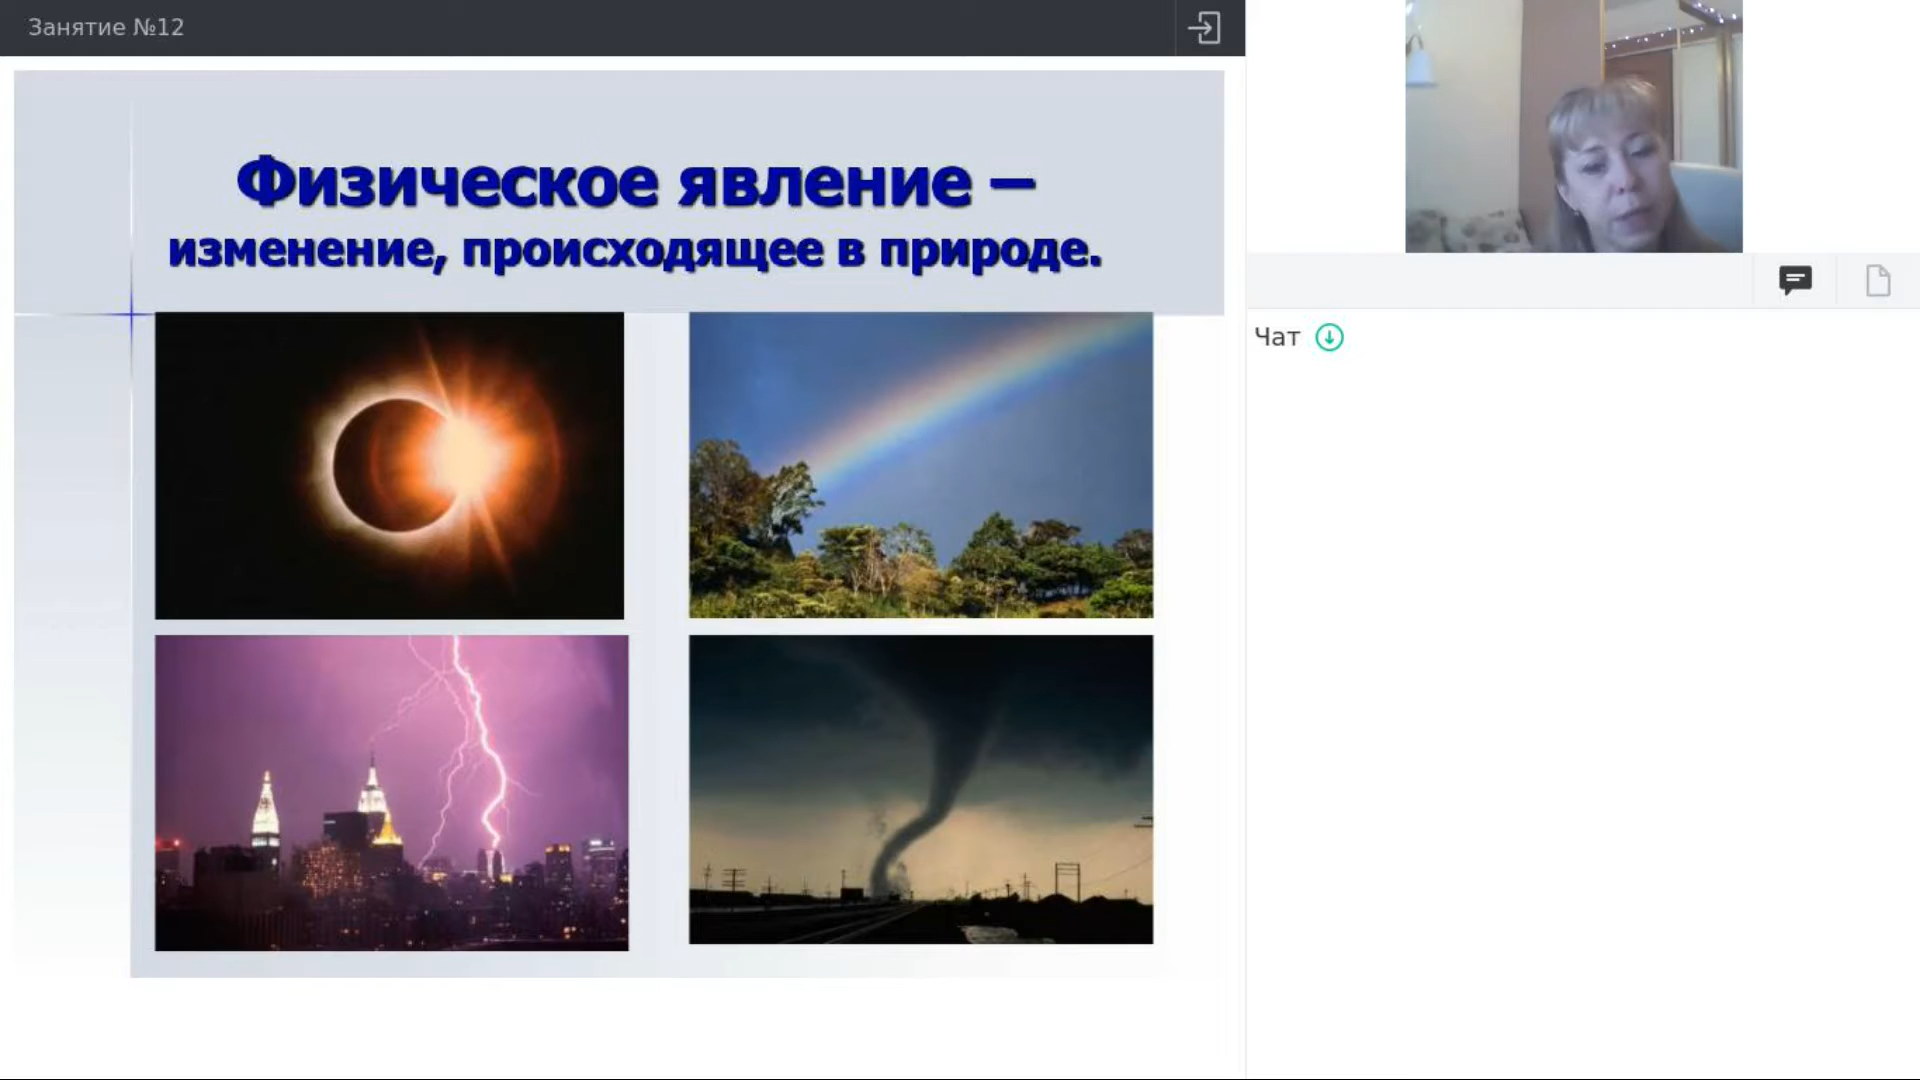 Занятие №12
Физическое явление –
изменение, происходящее в природе.
Чат